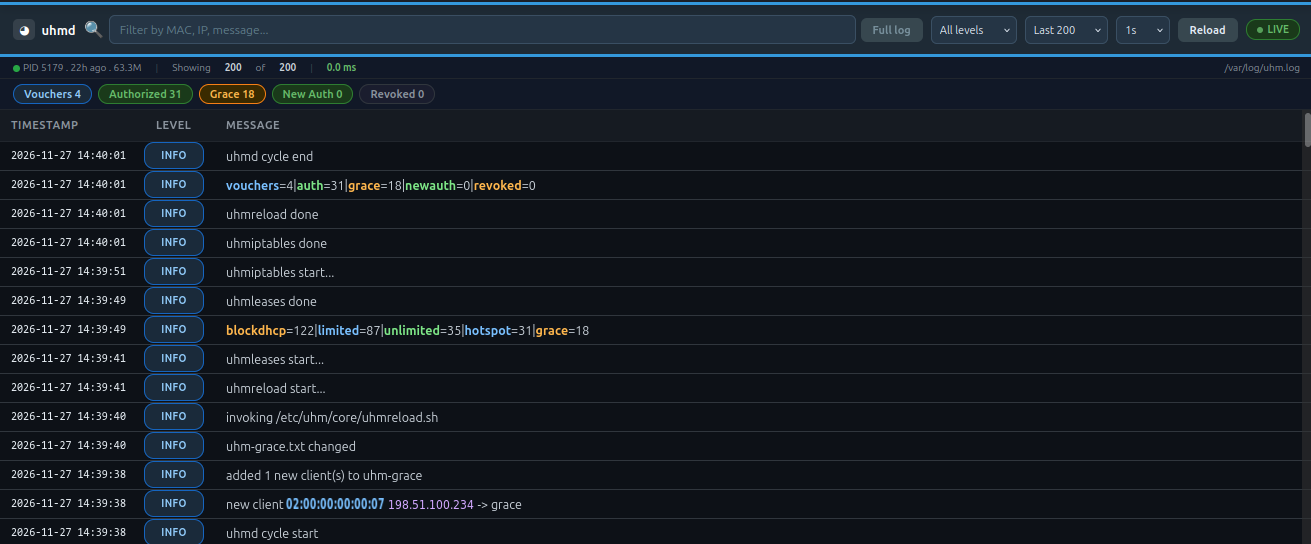 uhmd Filter by MAC, IP, message... Full log All levels Last 200 1s Reload LIVE
PID 5179 . 22h ago . 63.3M | Showing 200 of 200 | 0.0 ms /var/log/uhm.log
Vouchers 4 Authorized 31 Grace 18 New Auth 0 Revoked 0
TIMESTAMP LEVEL MESSAGE
2026-11-27 14:40:01 INFO uhmd cycle end
2026-11-27 14:40:01 INFO vouchers=4|auth=31|grace=18|newauth=0|revoked=0
2026-11-27 14:40:01 INFO uhmreload done
2026-11-27 14:40:01 INFO uhmiptables done
2026-11-27 14:39:51 INFO uhmiptables start...
2026-11-27 14:39:49 INFO uhmleases done
2026-11-27 14:39:49 INFO blockdhcp=122|limited=87|unlimited=35|hotspot=31|grace=18
2026-11-27 14:39:41 INFO uhmleases start...
2026-11-27 14:39:41 INFO uhmreload start...
2026-11-27 14:39:40 INFO invoking /etc/uhm/core/uhmreload.sh
2026-11-27 14:39:40 INFO uhm-grace.txt changed
2026-11-27 14:39:38 INFO added 1 new client(s) to uhm-grace
2026-11-27 14:39:38 INFO new client 02:00:00:00:00:07 198.51.100.234 -> grace
2026-11-27 14:39:38 INFO uhmd cycle start